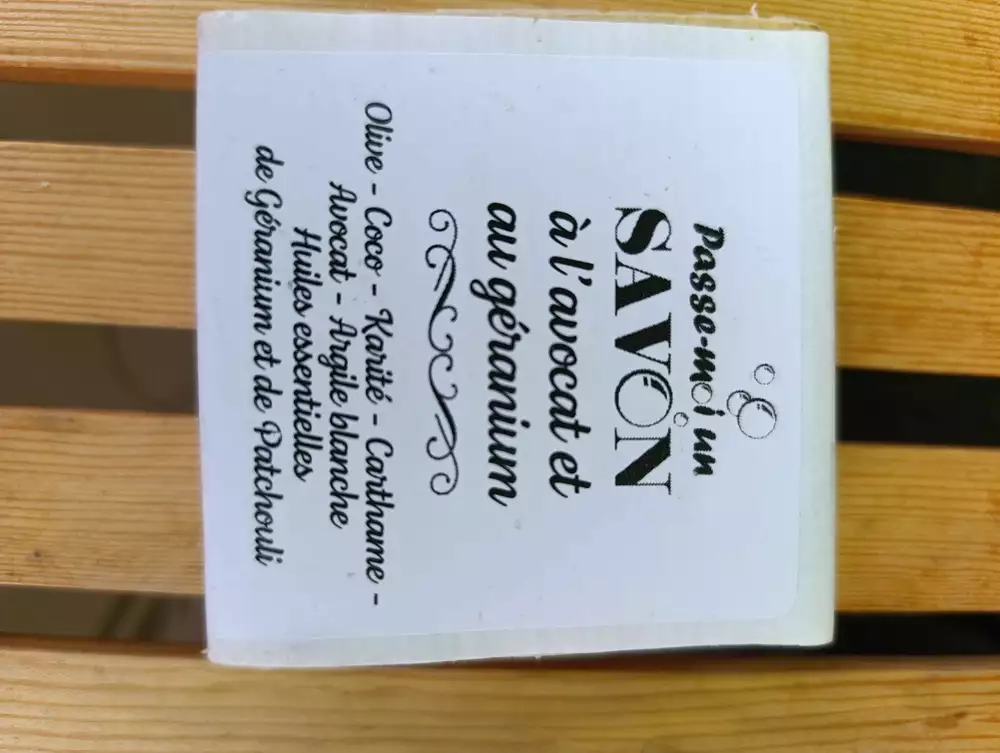 Passe-moi un
SAVON
à l'avocat et
au géranium
Olive - Coco - Karité - Carthame -
Avocat - Argile blanche
Huiles essentielles
de Géranium et de Patchouli